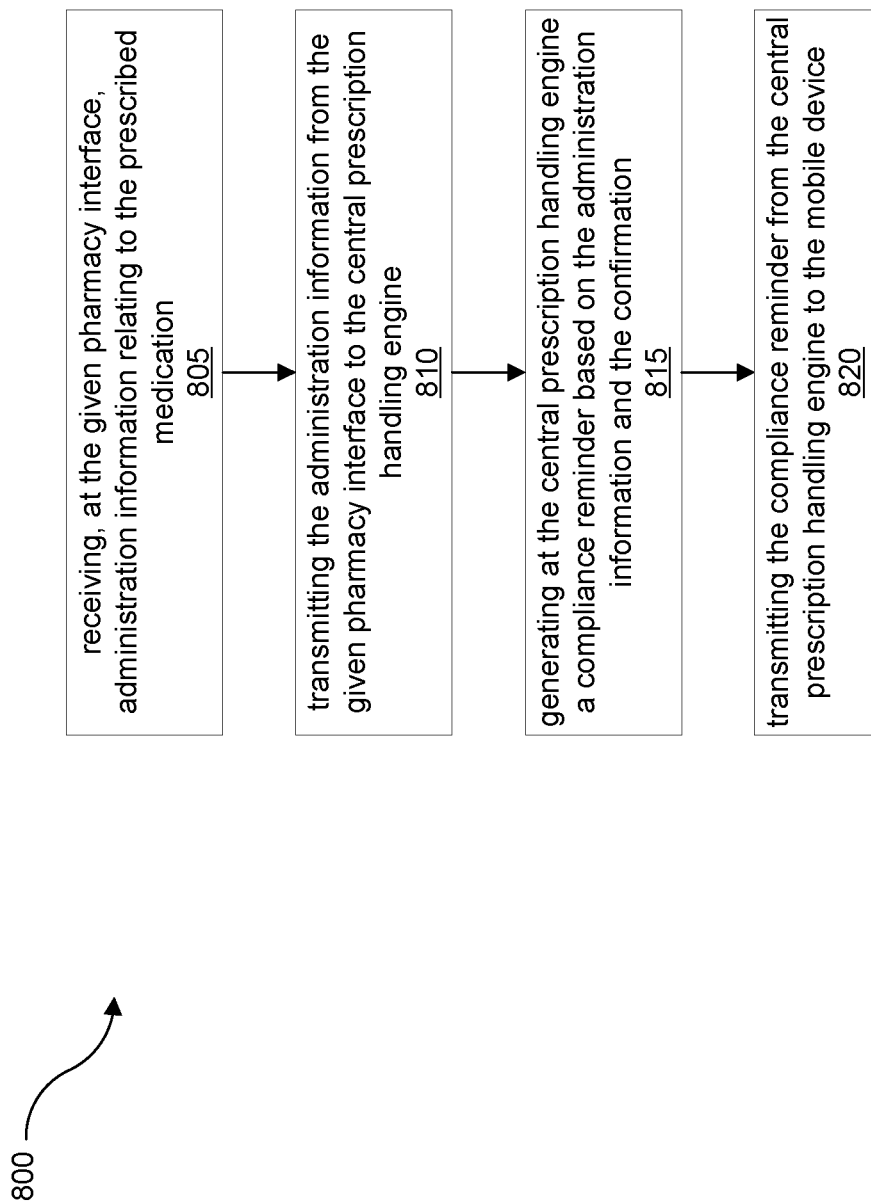 800
receiving, at the given pharmacy interface,
administration information relating to the prescribed
medication
805
transmitting the administration information from the
given pharmacy interface to the central prescription
handling engine
810
generating at the central prescription handling engine
a compliance reminder based on the administration
information and the confirmation
815
transmitting the compliance reminder from the central
prescription handling engine to the mobile device
820